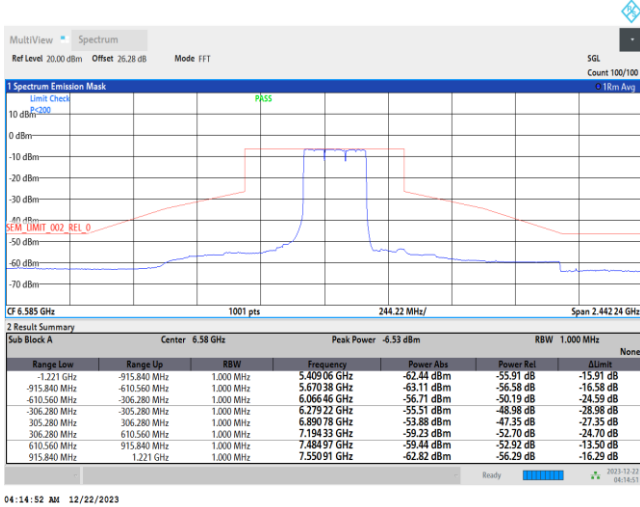 MultiView Spectrum
Ref Level 20.00 dBm Offset 26.28 dB Mode FFT SGL
Count 100/100
1 Spectrum Emission Mask 1Rm Avg
Limit Check PASS
P<200
10 dBm
0 dBm
-10 dBm
-20 dBm
-30 dBm
-40 dBm
SEM_LIMIT_002_REL_0
-50 dBm
-60 dBm
-70 dBm
CF 6.585 GHz 1001 pts 244.22 MHz/ Span 2.442 24 GHz
2 Result Summary
Sub Block A Center 6.58 GHz Peak Power -6.53 dBm RBW 1.000 MHz
None
Range Low Range Up RBW Frequency Power Abs Power Rel ΔLimit
-1.221 GHz -915.840 MHz 1.000 MHz 5.409 06 GHz -62.44 dBm -55.91 dB -15.91 dB
-915.840 MHz -610.560 MHz 1.000 MHz 5.670 38 GHz -63.11 dBm -56.58 dB -16.58 dB
-610.560 MHz -306.280 MHz 1.000 MHz 6.066 46 GHz -56.71 dBm -50.19 dB -24.59 dB
-306.280 MHz -305.280 MHz 1.000 MHz 6.279 22 GHz -55.51 dBm -48.98 dB -28.98 dB
305.280 MHz 306.280 MHz 1.000 MHz 6.890 78 GHz -53.88 dBm -47.35 dB -27.35 dB
306.280 MHz 610.560 MHz 1.000 MHz 7.194 33 GHz -59.23 dBm -52.70 dB -24.70 dB
610.560 MHz 915.840 MHz 1.000 MHz 7.484 97 GHz -59.44 dBm -52.92 dB -13.50 dB
915.840 MHz 1.221 GHz 1.000 MHz 7.550 91 GHz -62.82 dBm -56.29 dB -16.29 dB
Ready 2023-12-22
04:14:51
04:14:52 AM 12/22/2023